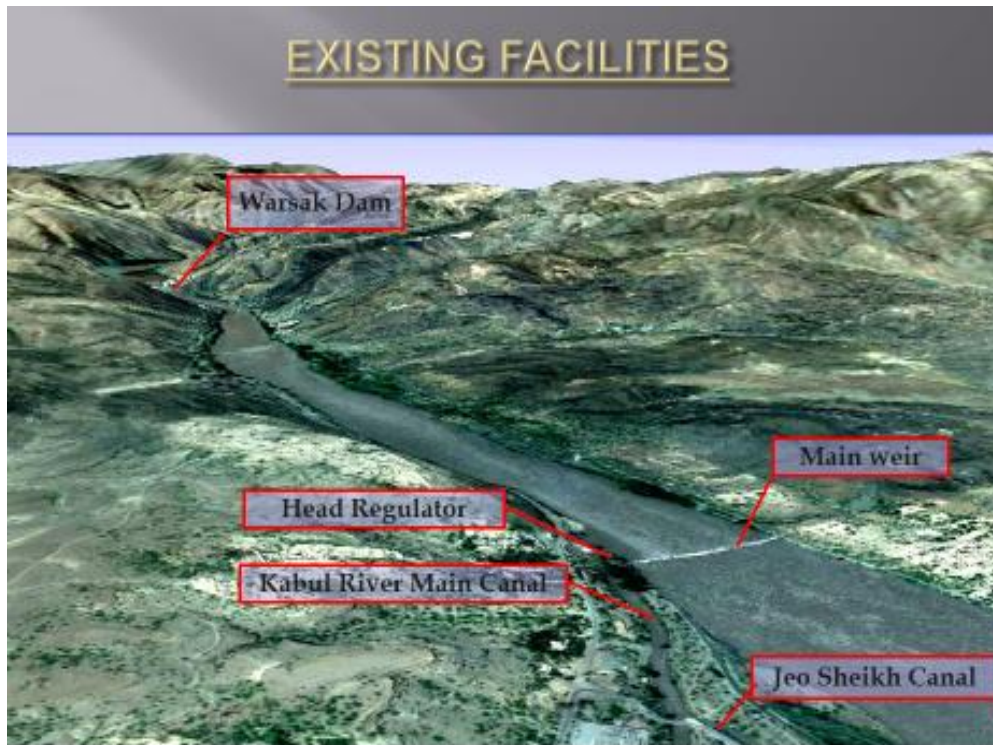 EXISTING FACILITIES
Warsak Dam
Main weir
Head Regulator
Kabul River Main Canal
Jeo Sheikh Canal